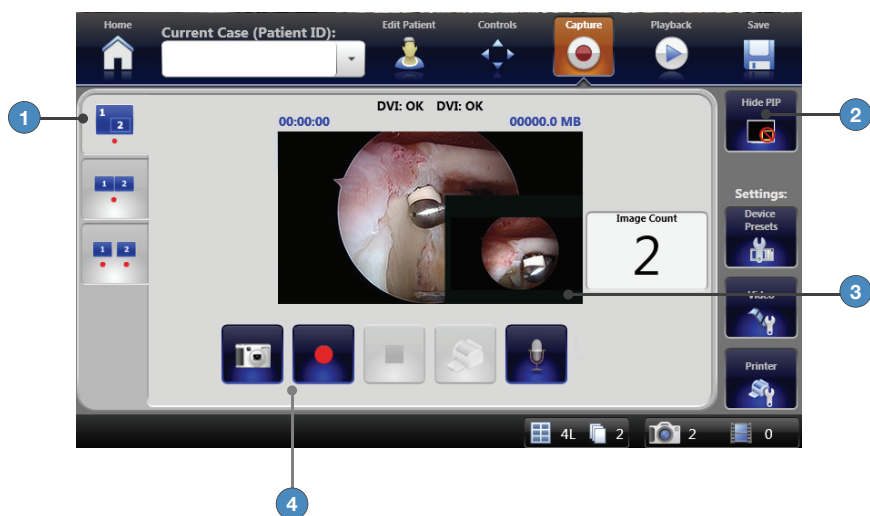 Home
Current Case (Patient ID):
Edit Patient
Controls
Capture
Playback
Save
1
1
2
DVI: OK DVI: OK
00:00:00
00000.0 MB
Hide PIP
2
1 2
Settings:
Device
Presets
Image Count
2
1 2
Video
3
Printer
4L
2
2
0
4